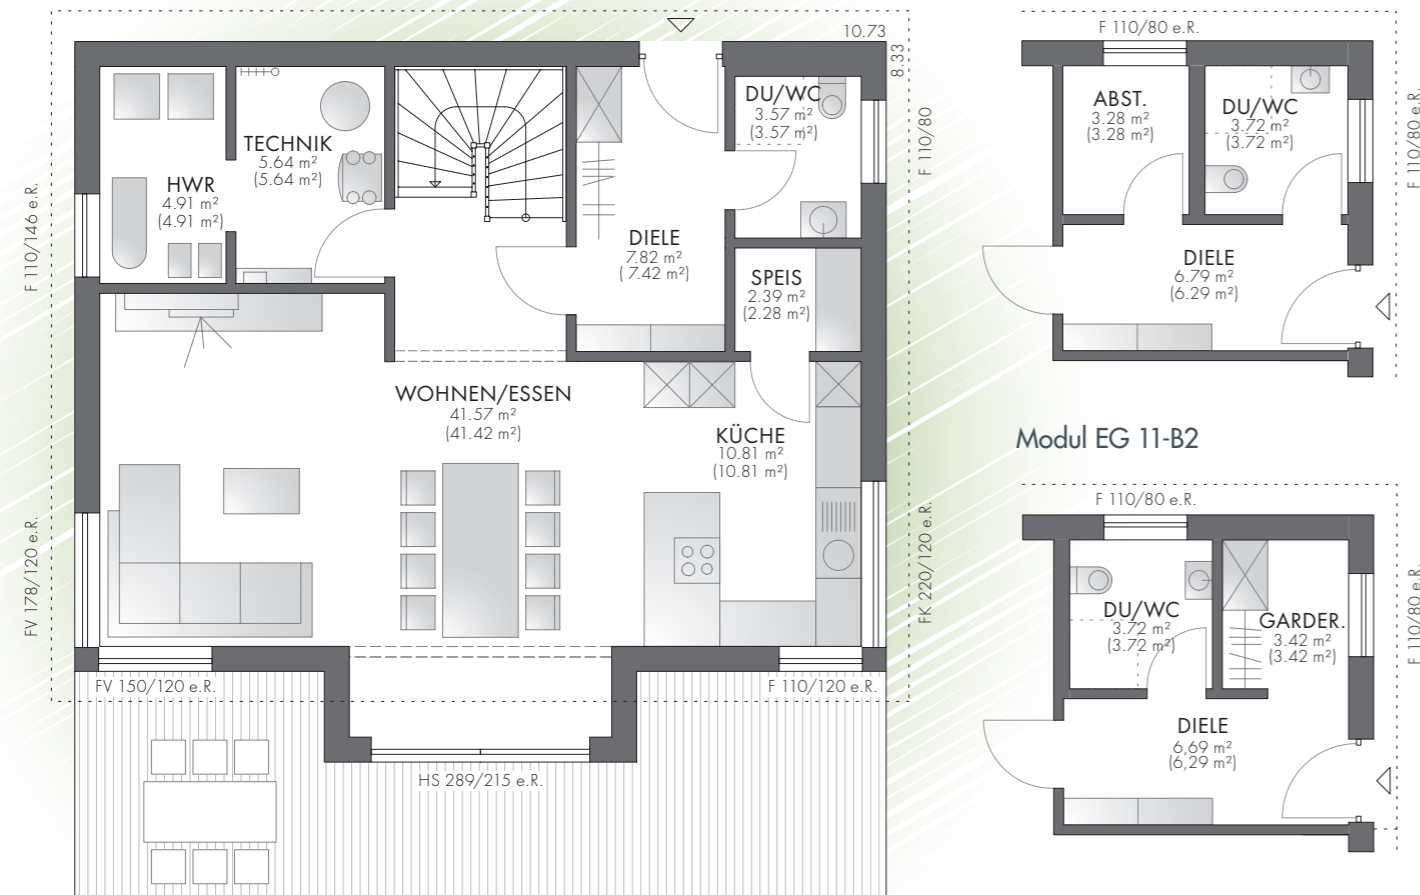 10.73
8.33
F 110/80
F 110/146 e.R.
FV 178/120 e.R.
FK 220/120 e.R.
TECHNIK
5.64 m²
(5.64 m²)
HWR
4.91 m²
(4.91 m²)
DU/WC
3.57 m²
(3.57 m²)
DIELE
7.82 m²
( 7.42 m²)
SPEIS
2.39 m²
(2.28 m²)
WOHNEN/ESSEN
41.57 m²
(41.42 m²)
KÜCHE
10.81 m²
(10.81 m²)
FV 150/120 e.R.
F 110/120 e.R.
HS 289/215 e.R.
F 110/80 e.R.
F 110/80 e.R.
ABST.
3.28 m²
(3.28 m²)
DU/WC
3.72 m²
(3.72 m²)
DIELE
6.79 m²
(6.29 m²)
Modul EG 11-B2
F 110/80 e.R.
F 110/80 e.R.
DU/WC
3.72 m²
(3.72 m²)
GARDER.
3.42 m²
(3.42 m²)
DIELE
6,69 m²
(6,29 m²)